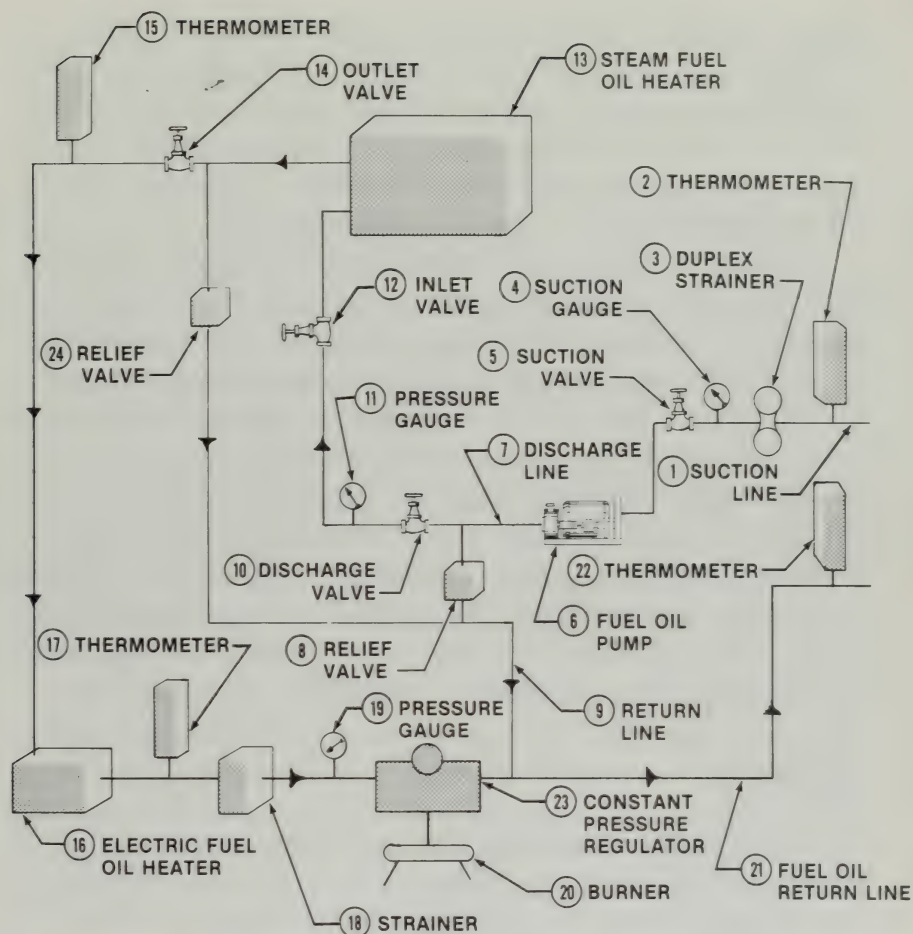 15 THERMOMETER
14 OUTLET
VALVE
13 STEAM FUEL
OIL HEATER
2 THERMOMETER
3 DUPLEX
STRAINER
4 SUCTION
GAUGE
12 INLET
VALVE
5 SUCTION
VALVE
24 RELIEF
VALVE
11 PRESSURE
GAUGE
7 DISCHARGE
LINE
1 SUCTION
LINE
10 DISCHARGE
VALVE
22 THERMOMETER
6 FUEL OIL
PUMP
17 THERMOMETER
8 RELIEF
VALVE
19 PRESSURE
GAUGE
9 RETURN
LINE
23 CONSTANT
PRESSURE
REGULATOR
16 ELECTRIC FUEL
OIL HEATER
20 BURNER
21 FUEL OIL
RETURN LINE
18 STRAINER